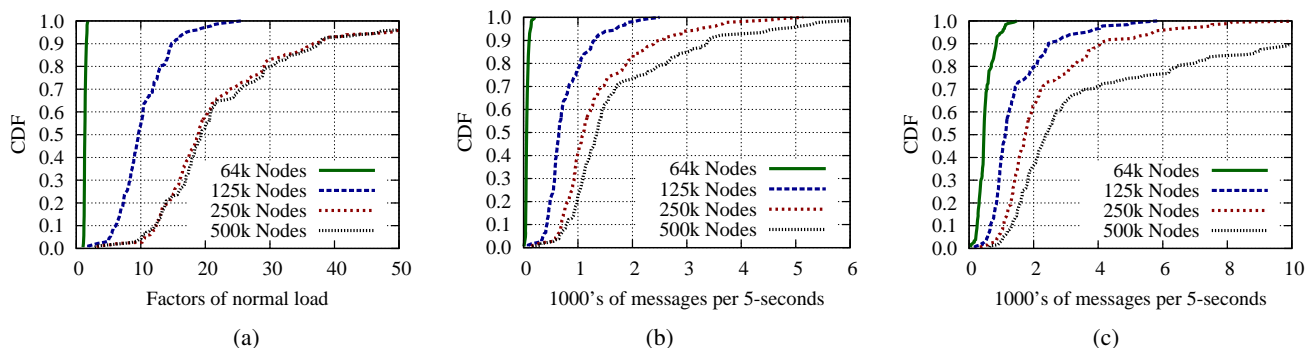 1.0
0.9
0.8
0.7
0.6
0.5
0.4
0.3
0.2
0.1
0.0
CDF
64k Nodes
125k Nodes
250k Nodes
500k Nodes
0 10 20 30 40 50
Factors of normal load
(a)
1.0
0.9
0.8
0.7
0.6
0.5
0.4
0.3
0.2
0.1
0.0
CDF
64k Nodes
125k Nodes
250k Nodes
500k Nodes
0 1 2 3 4 5 6
1000's of messages per 5-seconds
(b)
1.0
0.9
0.8
0.7
0.6
0.5
0.4
0.3
0.2
0.1
0.0
CDF
64k Nodes
125k Nodes
250k Nodes
500k Nodes
0 2 4 6 8 10
1000's of messages per 5-seconds
(c)